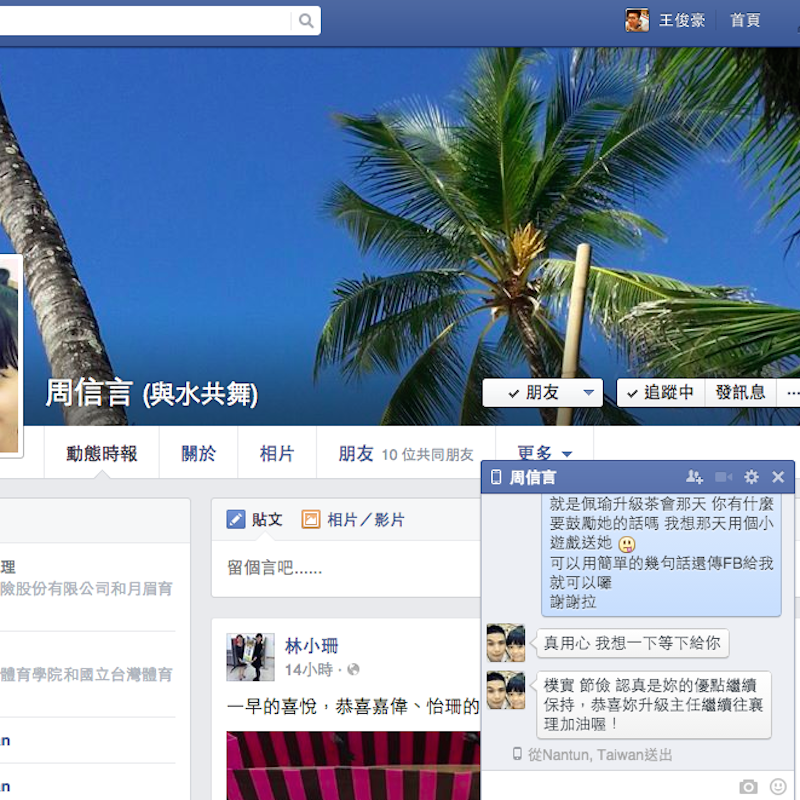 王俊豪 首頁
周信言 (與水共舞)
朋友 追蹤中 發訊息
動態時報 關於 相片 朋友 10 位共同朋友 更多
理
險股份有限公司和月眉育
體育學院和國立台灣體育
an
an
貼文 相片／影片
留個言吧......
林小珊
14小時 ·
一早的喜悅，恭喜嘉偉、怡珊的
周信言
就是佩瑜升級茶會那天 你有什麼
要鼓勵她的話嗎 我想那天用個小
遊戲送她
可以用簡單的幾句話還傳FB給我
就可以囉
謝謝拉
真用心 我想一下等下給你
樸實 節儉 認真是妳的優點繼續
保持，恭喜妳升級主任繼續往襄
理加油喔！
從Nantun, Taiwan送出